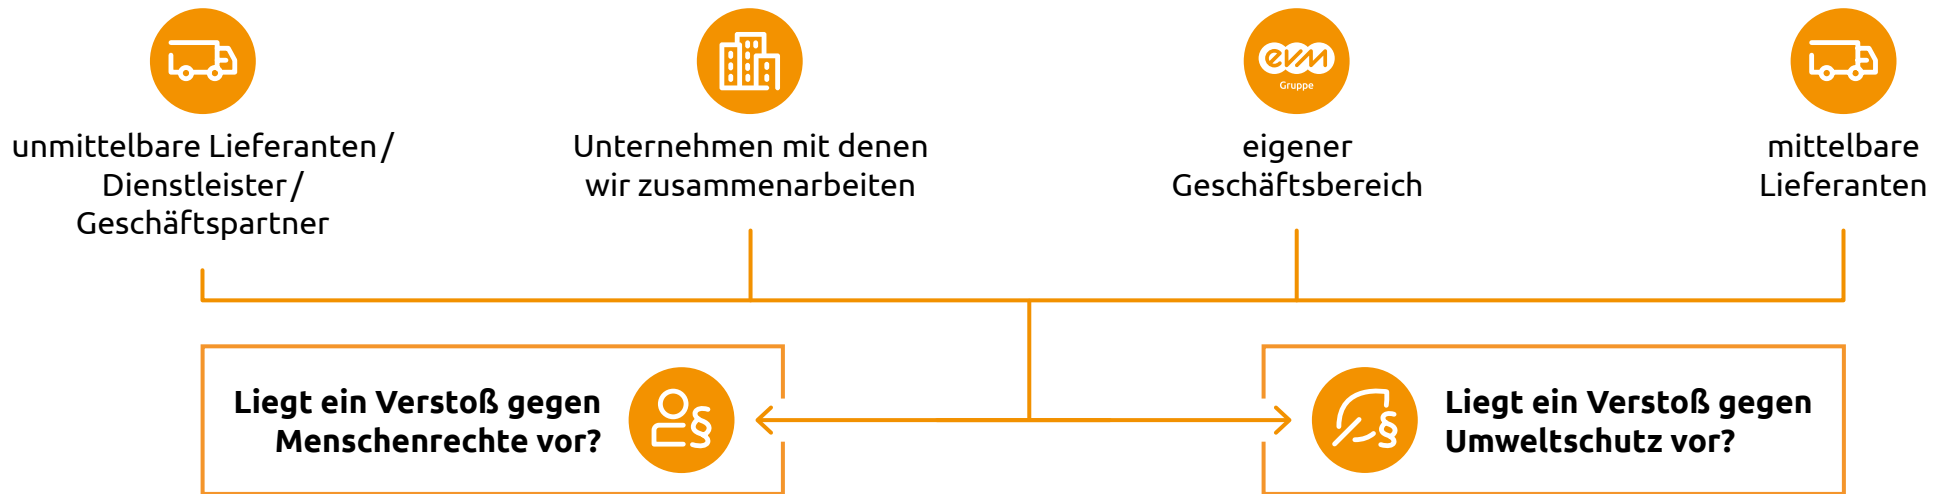 unmittelbare Lieferanten/
Dienstleister/
Geschäftspartner
Unternehmen mit denen
wir zusammenarbeiten
evm
Gruppe
eigener
Geschäftsbereich
mittelbare
Lieferanten
Liegt ein Verstoß gegen
Menschenrechte vor?
§
§
Liegt ein Verstoß gegen
Umweltschutz vor?